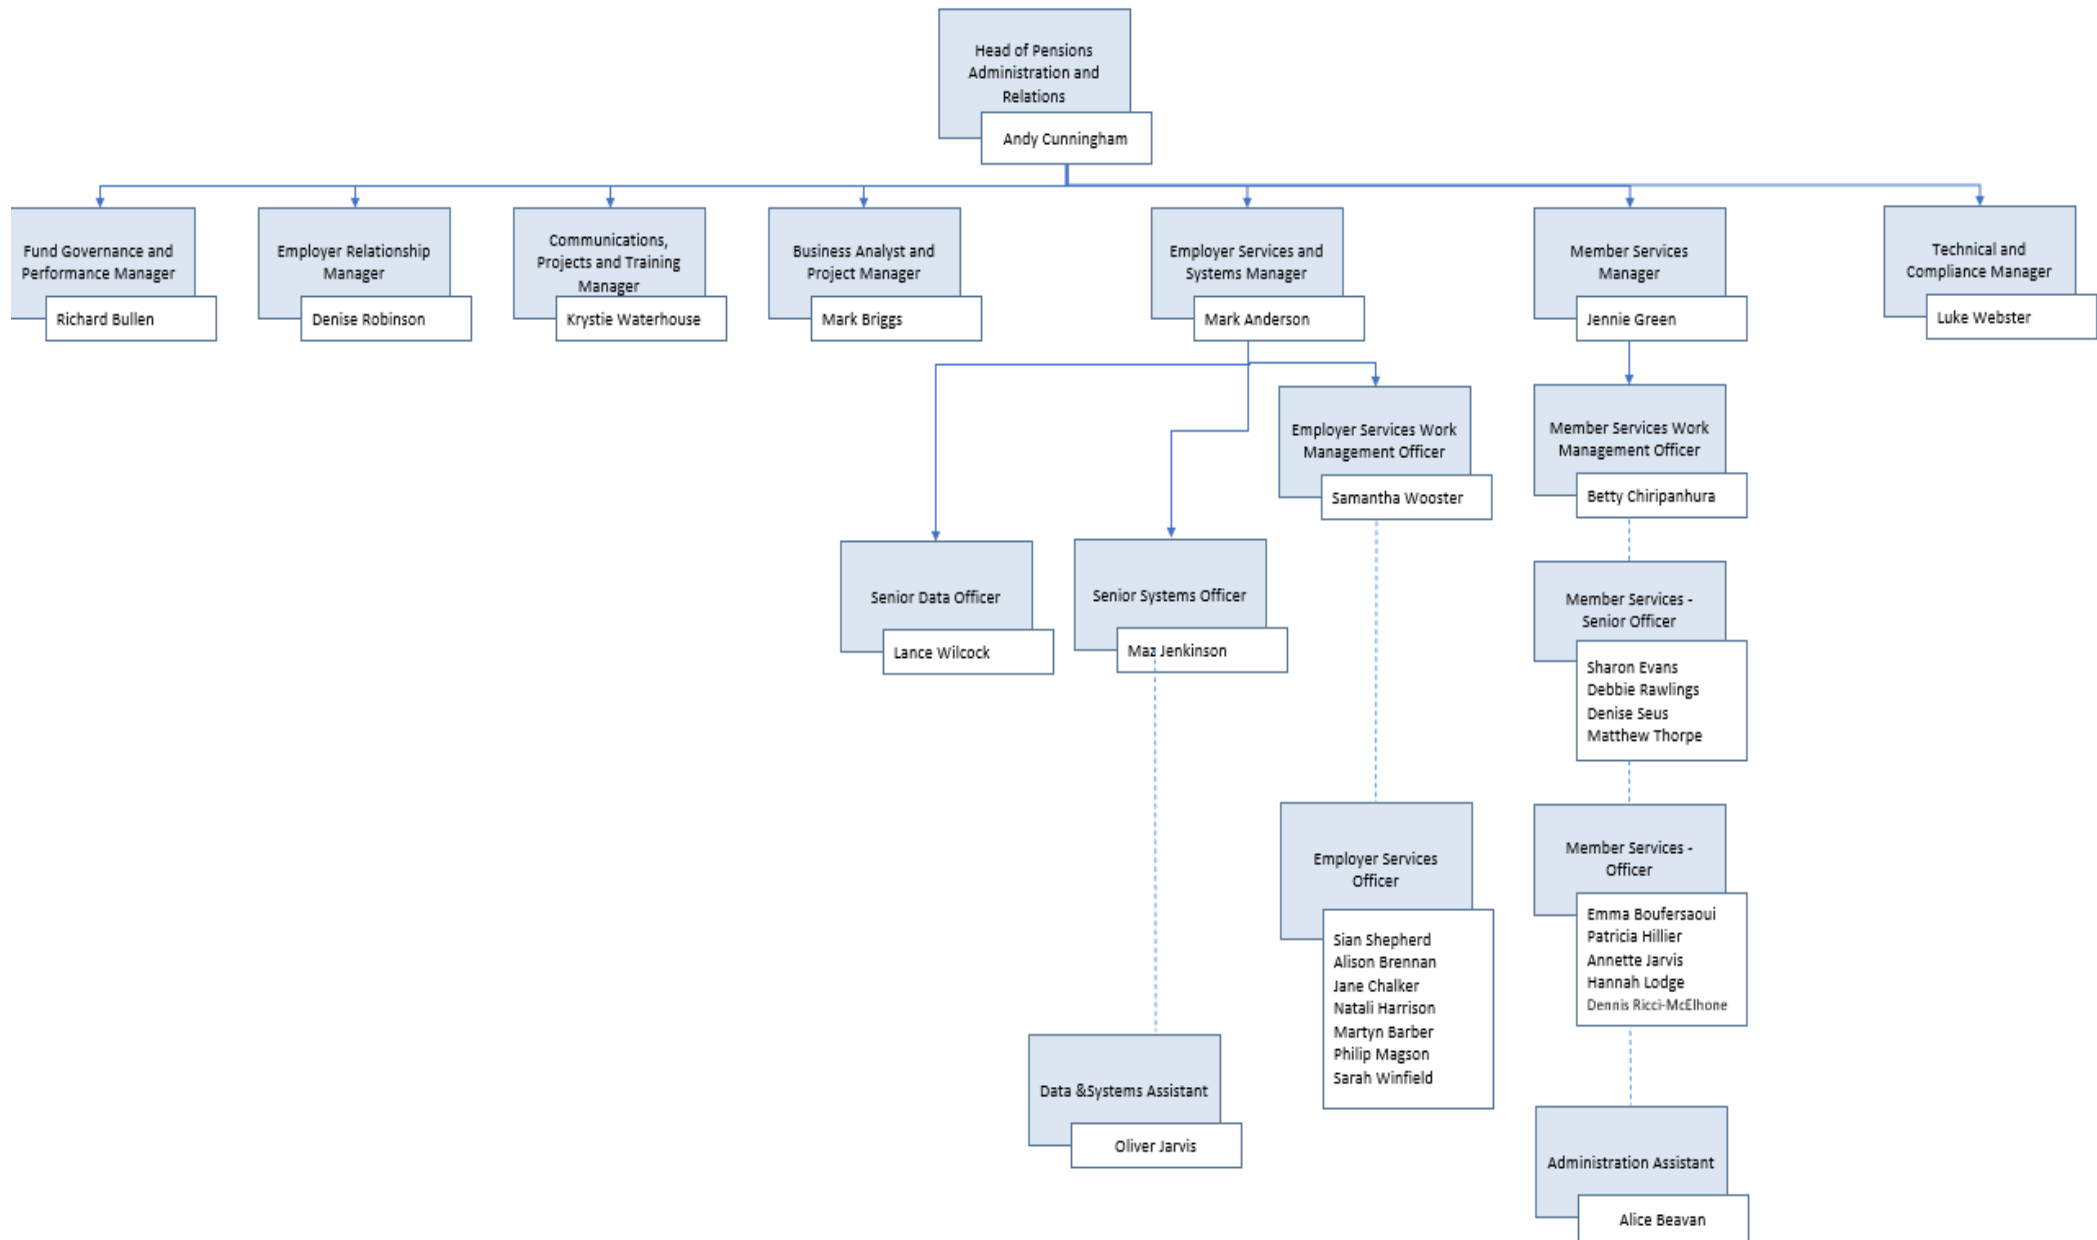 Head of Pensions
Administration and
Relations
Andy Cunningham
Fund Governance and
Performance Manager
Richard Bullen
Employer Relationship
Manager
Denise Robinson
Communications,
Projects and Training
Manager
Krystie Waterhouse
Business Analyst and
Project Manager
Mark Briggs
Employer Services and
Systems Manager
Mark Anderson
Member Services
Manager
Jennie Green
Technical and
Compliance Manager
Luke Webster
Employer Services Work
Management Officer
Samantha Wooster
Member Services Work
Management Officer
Betty Chiripanhura
Senior Data Officer
Lance Wilcock
Senior Systems Officer
Maz Jenkinson
Member Services -
Senior Officer
Sharon Evans
Debbie Rawlings
Denise Seus
Matthew Thorpe
Employer Services
Officer
Sian Shepherd
Alison Brennan
Jane Chalker
Natali Harrison
Martyn Barber
Philip Magson
Sarah Winfield
Member Services -
Officer
Emma Boufersaoui
Patricia Hillier
Annette Jarvis
Hannah Lodge
Dennis Ricci-McElhone
Data &Systems Assistant
Oliver Jarvis
Administration Assistant
Alice Beavan